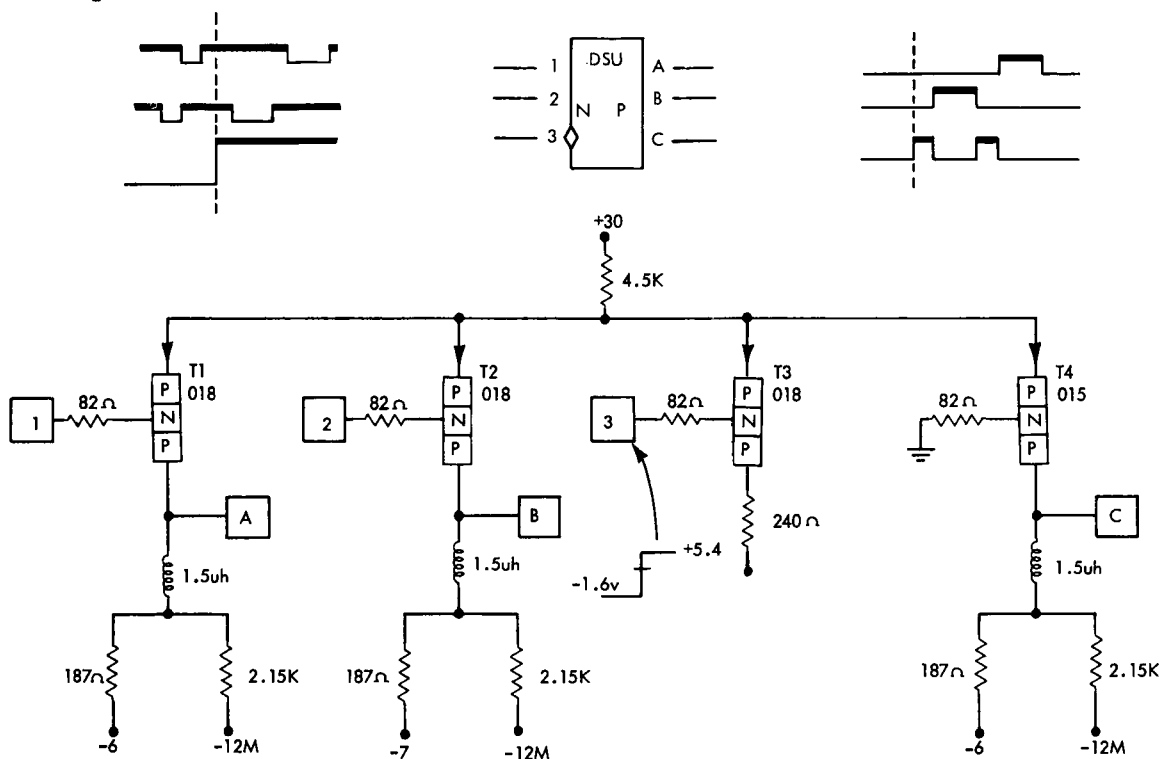 1 .DSU A
2 N P B
3 C
+30
4.5K
T1
018
T2
018
T3
018
T4
015
82Ω
82Ω
82Ω
82Ω
1
2
3
P
N
P
P
N
P
P
N
P
P
N
P
A
B
C
240 Ω
+5.4
-1.6v
1.5uh
1.5uh
1.5uh
187Ω
2.15K
187Ω
2.15K
187Ω
2.15K
-6
-12M
-7
-12M
-6
-12M